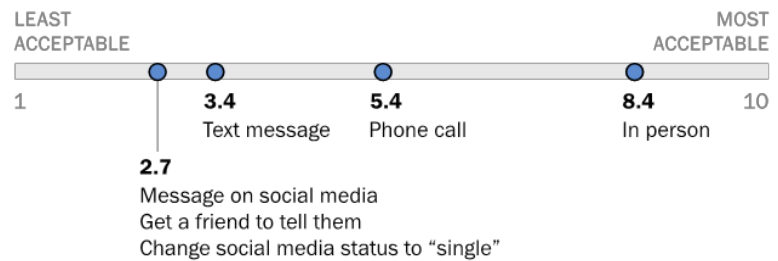 LEAST
ACCEPTABLE
MOST
ACCEPTABLE
1
3.4
Text message
5.4
Phone call
8.4
In person
10
2.7
Message on social media
Get a friend to tell them
Change social media status to “single”